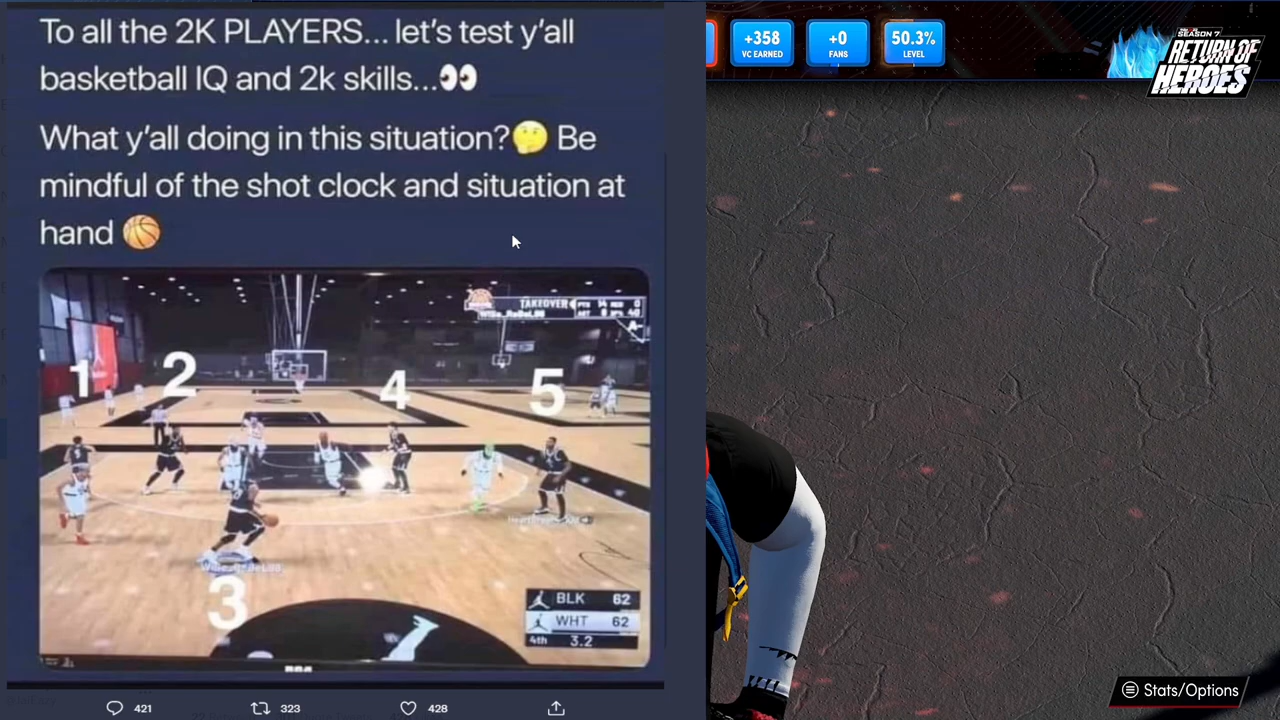 To all the 2K PLAYERS... let's test y'all
basketball IQ and 2k skills...👀
What y'all doing in this situation?🤔 Be
mindful of the shot clock and situation at
hand 🏀
1
2
3
4
5
TAKEOVER
BLK 62
WHT 62
4th 3.2
421
323
428
+358
VC EARNED
+0
FANS
50.3%
LEVEL
SEASON 7
RETURN OF
HEROES
Stats/Options